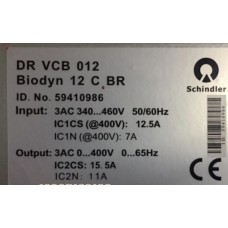 DR VCB 012
Biodyn 12 C BR
ID. No. 59410986
Schindler
Input: 3AC 340...460V 50/60Hz
IC1CS (@400V): 12.5A
IC1N (@400V): 7A
Output: 3AC 0...400V 0...65Hz
IC2CS: 15.5A
IC2N: 11A